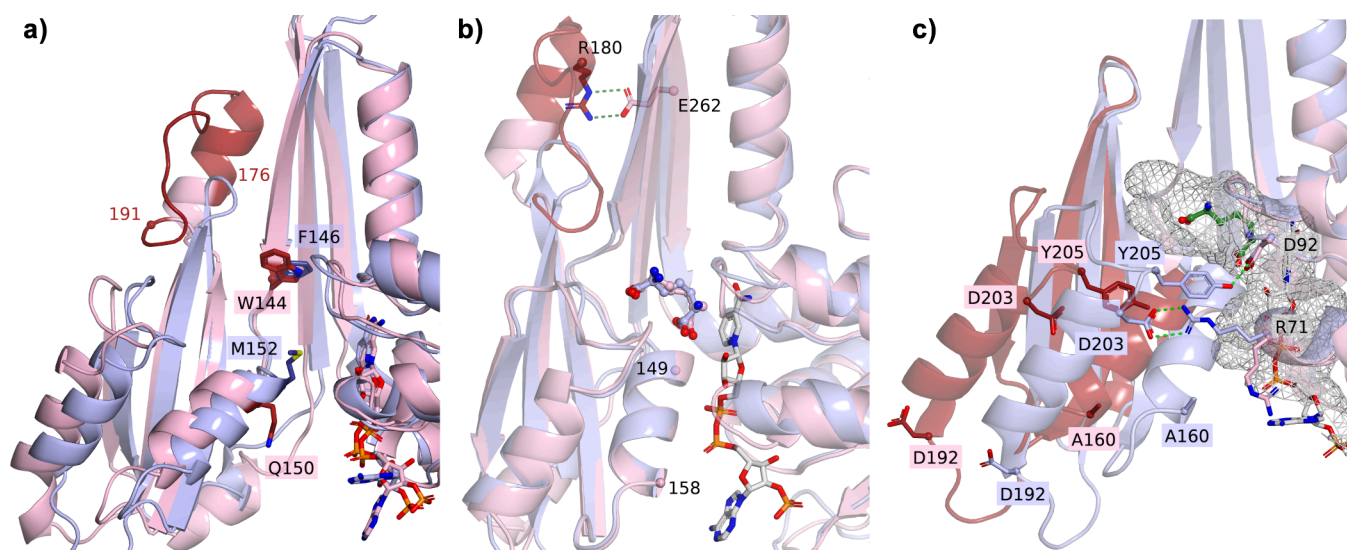 a)
176
191
F146
W144
M152
Q150
b)
R180
E262
149
158
c)
Y205
Y205
D92
D203
D203
R71
A160
A160
D192
D192